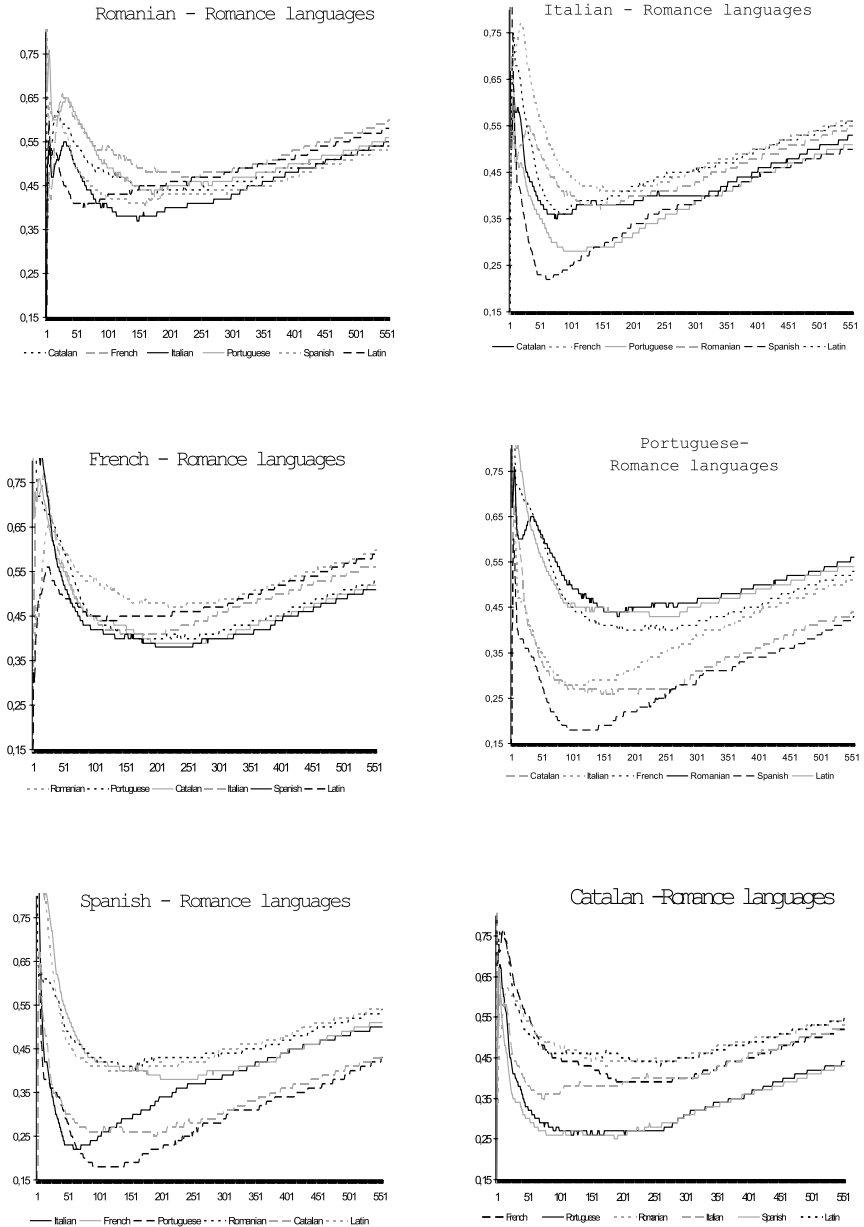 Romanian - Romance languages
0,75
0,65
0,55
0,45
0,35
0,25
0,15
1 51 101 151 201 251 301 351 401 451 501 551
Catalan French Italian Portuguese Spanish Latin
Italian - Romance languages
0,75
0,65
0,55
0,45
0,35
0,25
0,15
1 51 101 151 201 251 301 351 401 451 501 551
Catalan French Portuguese Romanian Spanish Latin
French - Romance languages
0,75
0,65
0,55
0,45
0,35
0,25
0,15
1 51 101 151 201 251 301 351 401 451 501 551
Romanian Portuguese Catalan Italian Spanish Latin
Portuguese-
Romance languages
0,75
0,65
0,55
0,45
0,35
0,25
0,15
1 51 101 151 201 251 301 351 401 451 501 551
Catalan Italian French Romanian Spanish Latin
Spanish - Romance languages
0,75
0,65
0,55
0,45
0,35
0,25
0,15
1 51 101 151 201 251 301 351 401 451 501 551
Italian French Portuguese Romanian Catalan Latin
Catalan -Romance languages
0,75
0,65
0,55
0,45
0,35
0,25
0,15
1 51 101 151 201 251 301 351 401 451 501 551
French Portuguese Romanian Italian Spanish Latin